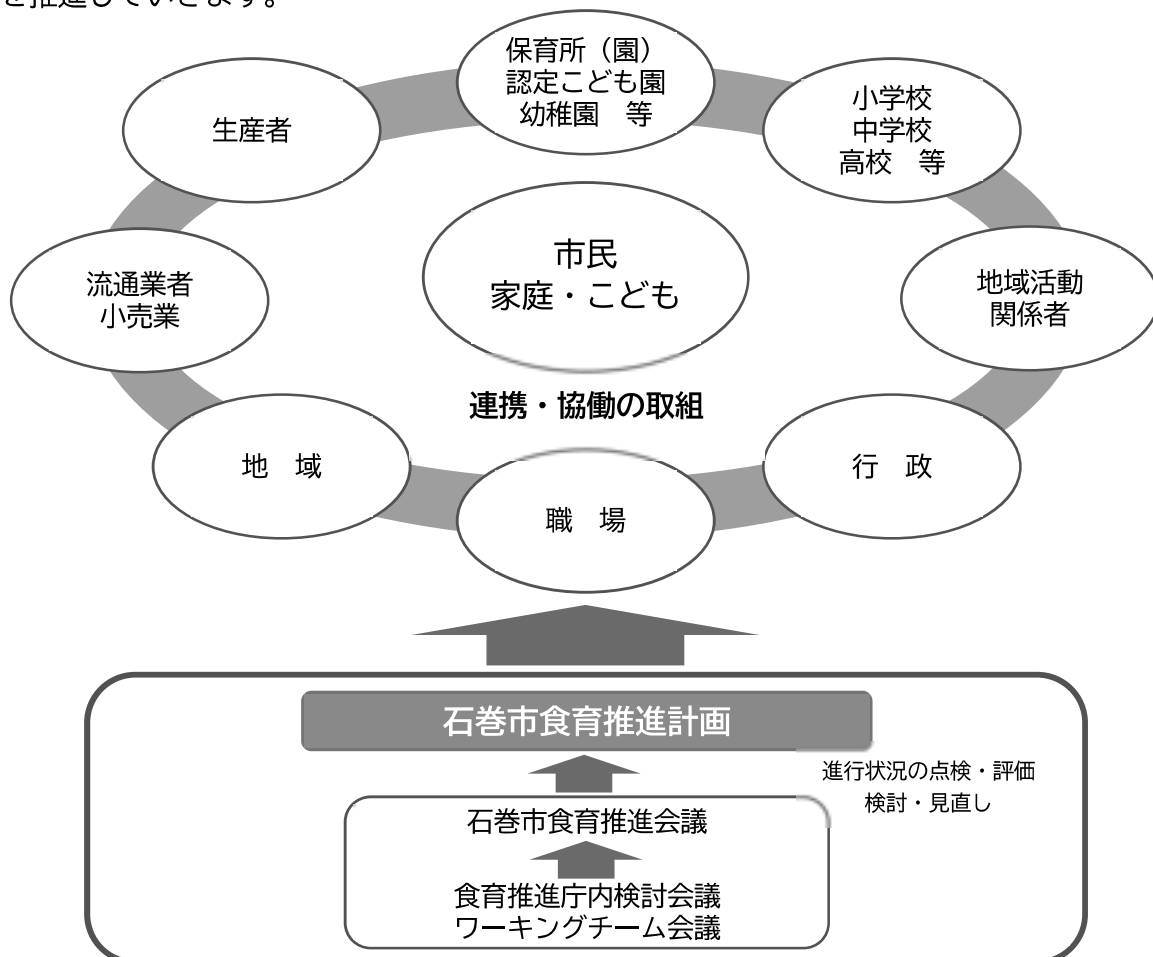 を推進していきます。
保育所（園）
認定こども園
幼稚園　等
生産者
小学校
中学校
高校　等
市民
家庭・こども
流通業者
小売業
地域活動
関係者
連携・協働の取組
地　域
行　政
職　場
石巻市食育推進計画
進行状況の点検・評価
検討・見直し
石巻市食育推進会議
食育推進庁内検討会議
ワーキングチーム会議